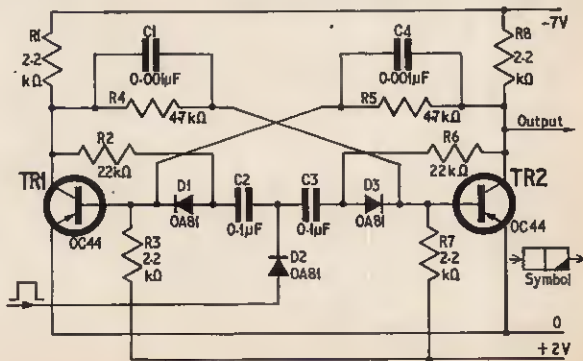 -7V
R1
2·2
kΩ
C1
0·001μF
R4
47kΩ
C4
0·001μF
R5
47kΩ
R8
2·2
kΩ
Output
R2
22kΩ
R6
22kΩ
TR1
OC44
D1
OA81
C2
0·1μF
C3
0·1μF
D3
OA81
TR2
OC44
R3
2·2
kΩ
D2
OA81
R7
2·2
kΩ
Symbol
0
+2V